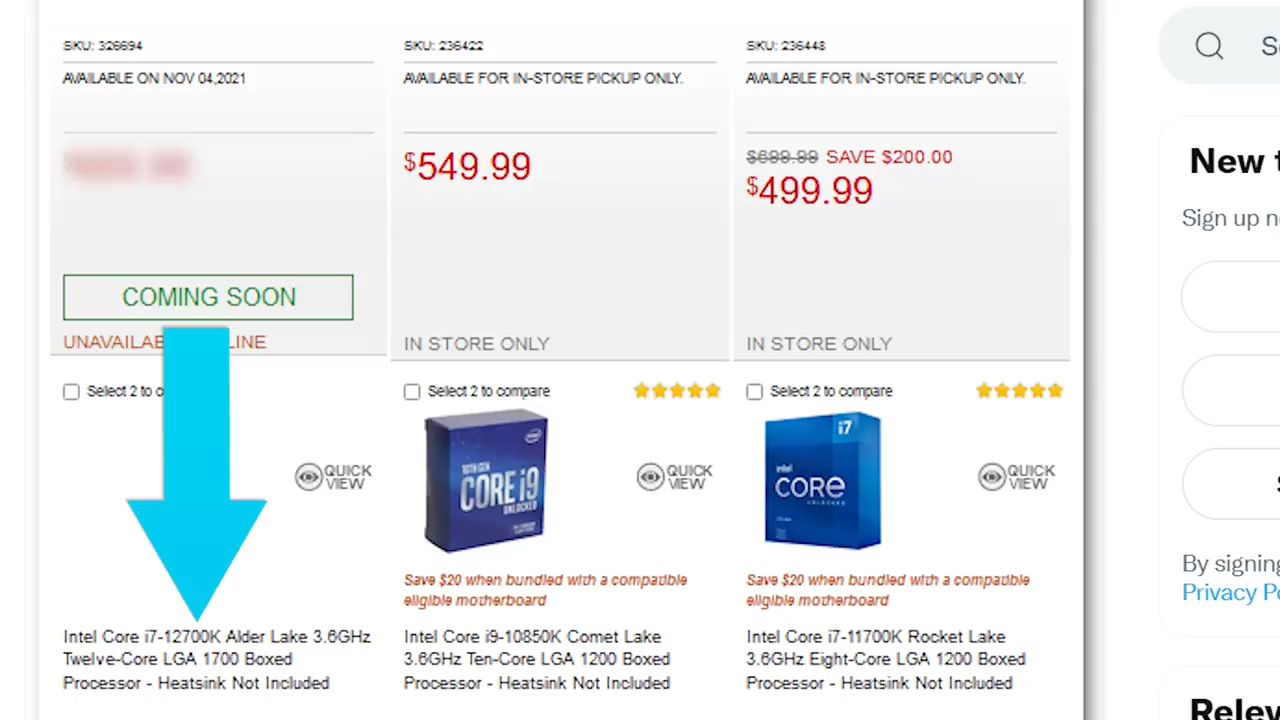 SKU: 326694
AVAILABLE ON NOV 04,2021
COMING SOON
UNAVAILAB LINE
Select 2 to c
QUICK VIEW
Intel Core i7-12700K Alder Lake 3.6GHz
Twelve-Core LGA 1700 Boxed
Processor - Heatsink Not Included
SKU: 236422
AVAILABLE FOR IN-STORE PICKUP ONLY.
$549.99
IN STORE ONLY
Select 2 to compare
10TH GEN
CORE i9
UNLOCKED
QUICK VIEW
Save $20 when bundled with a compatible
eligible motherboard
Intel Core i9-10850K Comet Lake
3.6GHz Ten-Core LGA 1200 Boxed
Processor - Heatsink Not Included
SKU: 236448
AVAILABLE FOR IN-STORE PICKUP ONLY.
$699.99 SAVE $200.00
$499.99
IN STORE ONLY
Select 2 to compare
i7
intel
CORE
UNLOCKED
QUICK VIEW
Save $20 when bundled with a compatible
eligible motherboard
Intel Core i7-11700K Rocket Lake
3.6GHz Eight-Core LGA 1200 Boxed
Processor - Heatsink Not Included
New t
Sign up n
By signing
Privacy Po
Relev